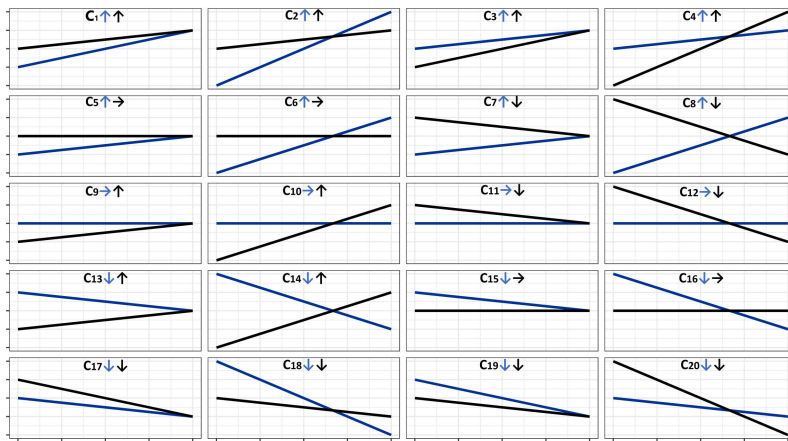 C1↑↑ C2↑↑ C3↑↑ C4↑↑
C5↑→ C6↑→ C7↑↓ C8↑↓
C9→↑ C10→↑ C11→↓ C12→↓
C13↓↑ C14↓↑ C15↓→ C16↓→
C17↓↓ C18↓↓ C19↓↓ C20↓↓